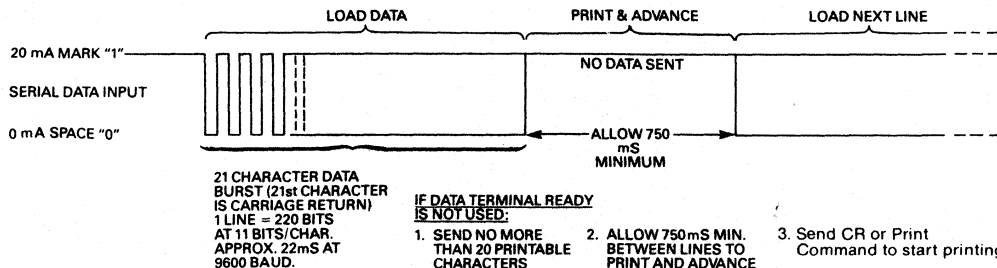 LOAD DATA
PRINT & ADVANCE
LOAD NEXT LINE
20 mA MARK "1"
NO DATA SENT
SERIAL DATA INPUT
0 mA SPACE "0"
ALLOW 750
mS
MINIMUM
21 CHARACTER DATA
BURST (21st CHARACTER
IS CARRIAGE RETURN)
1 LINE = 220 BITS
AT 11 BITS/CHAR.
APPROX. 22mS AT
9600 BAUD.
IF DATA TERMINAL READY
IS NOT USED:
1. SEND NO MORE
THAN 20 PRINTABLE
CHARACTERS
2. ALLOW 750mS MIN.
BETWEEN LINES TO
PRINT AND ADVANCE
3. Send CR or Print
Command to start printing